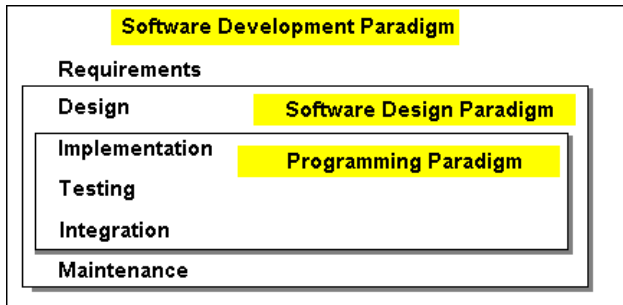 Software Development Paradigm
Requirements
Design
Software Design Paradigm
Implementation
Programming Paradigm
Testing
Integration
Maintenance